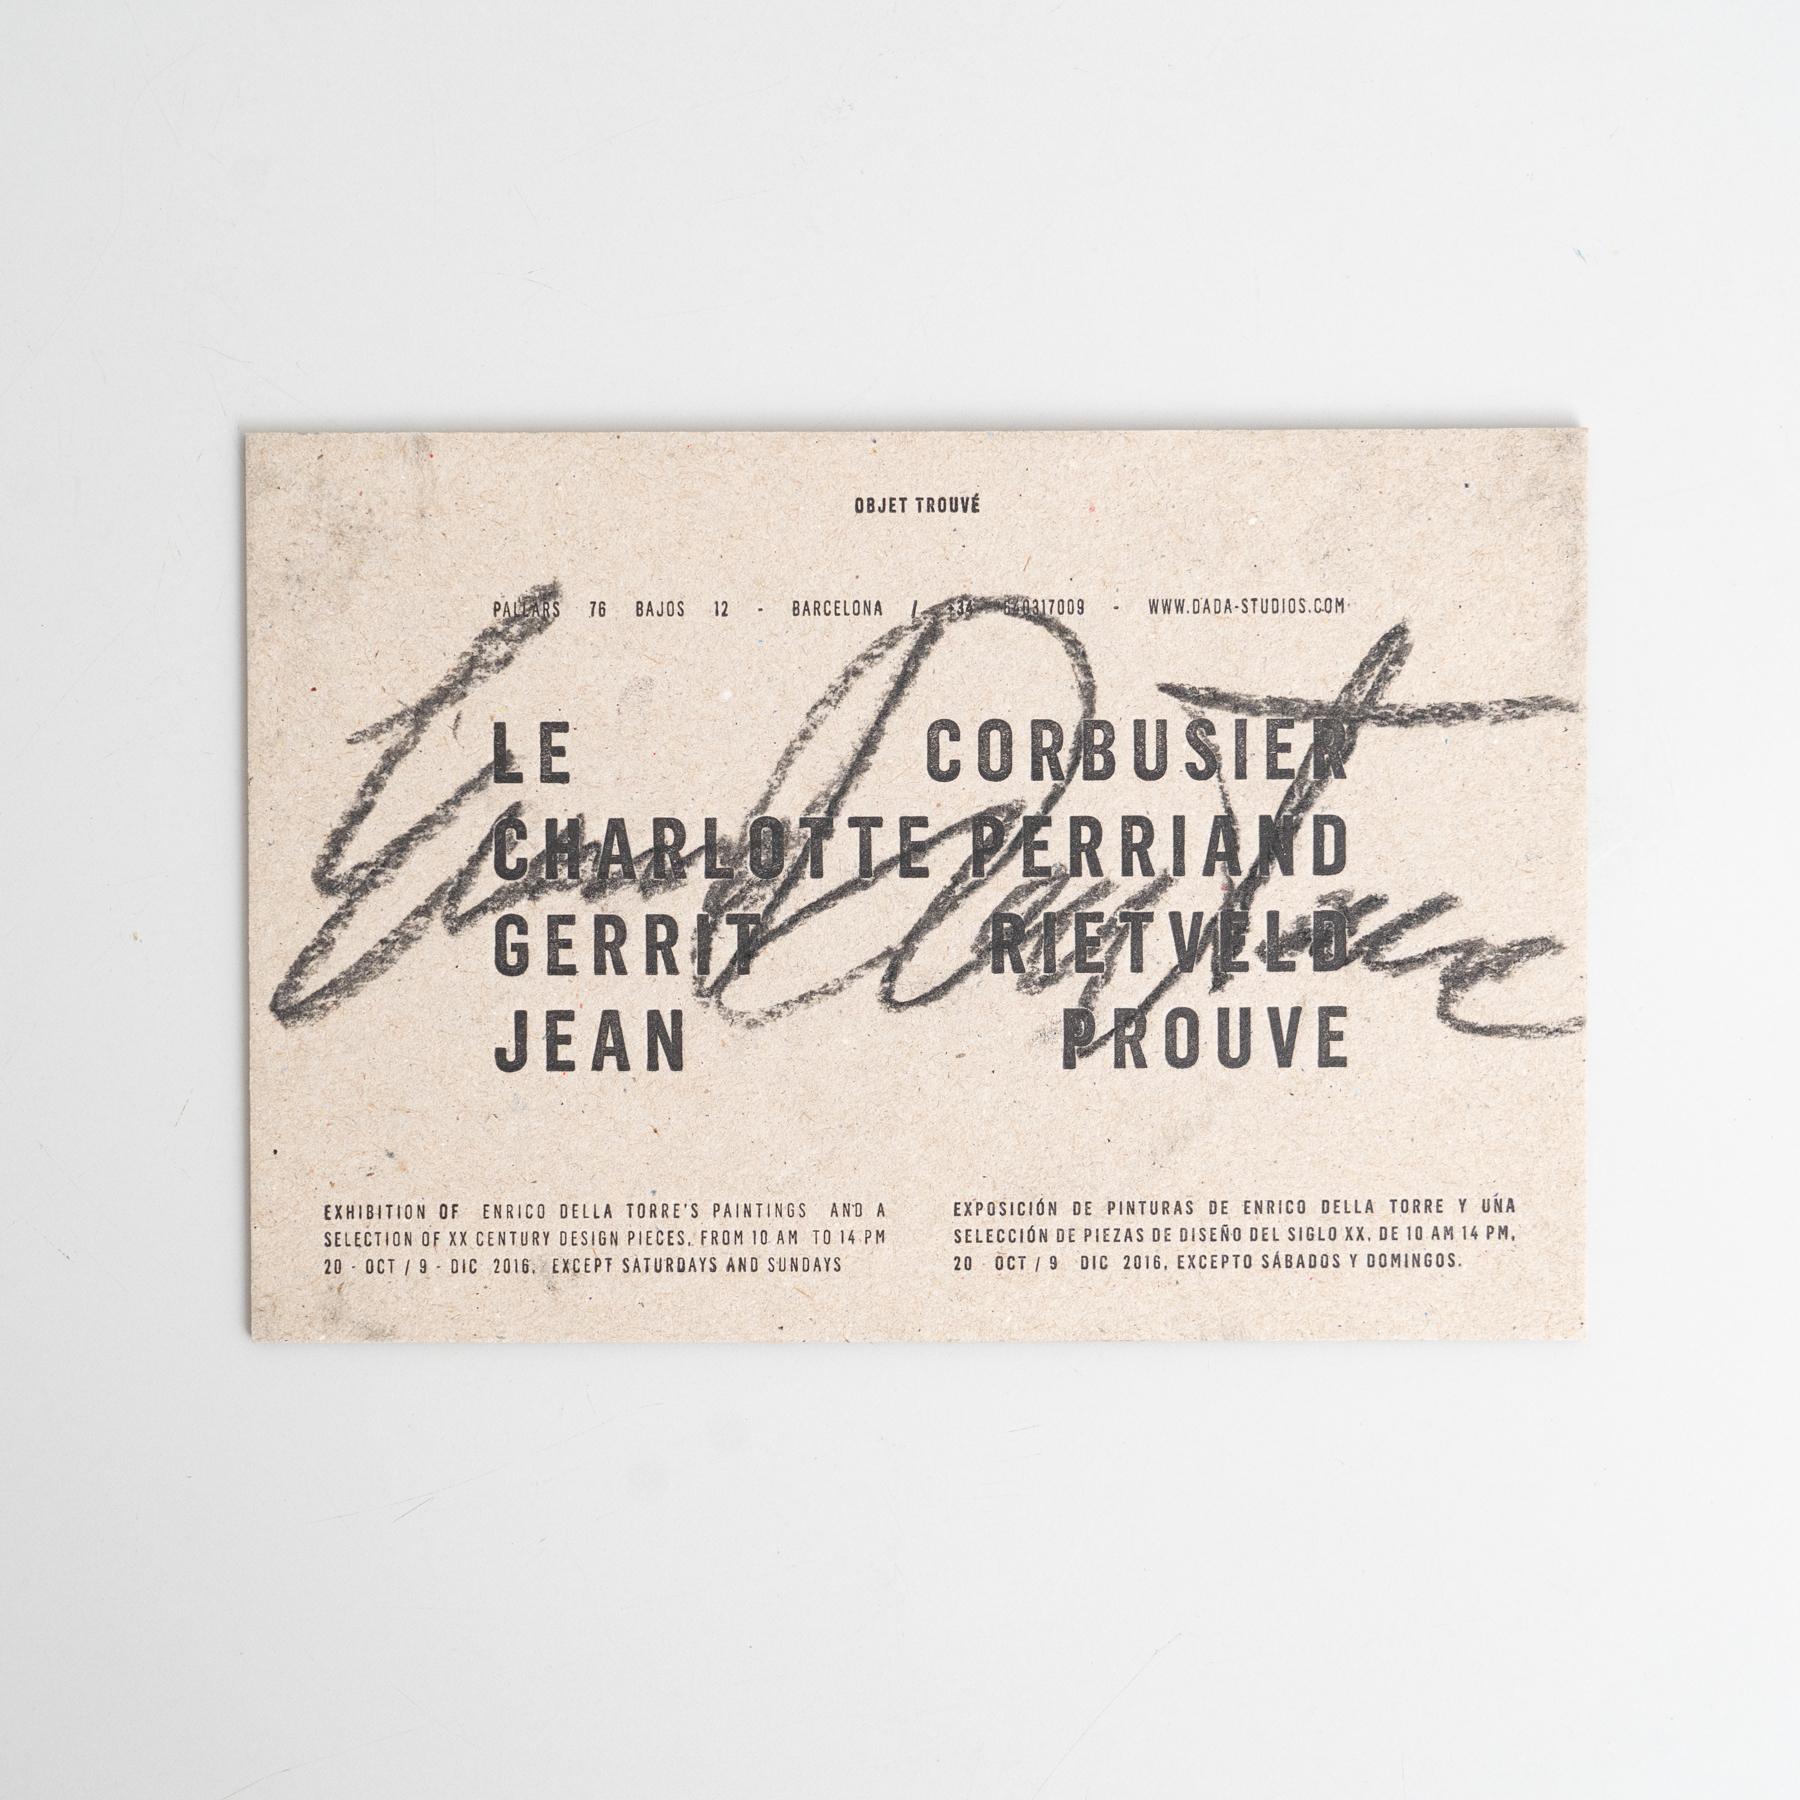 OBJET TROUVÉ
PALLARS 76 BAJOS 12 - BARCELONA / +34 640317009 - WWW.DADA-STUDIOS.COM
LE CORBUSIER
CHARLOTTE PERRIAND
GERRIT RIETVELD
JEAN PROUVE
EXHIBITION OF ENRICO DELLA TORRE'S PAINTINGS AND A
SELECTION OF XX CENTURY DESIGN PIECES, FROM 10 AM TO 14 PM
20 - OCT / 9 - DIC 2016, EXCEPT SATURDAYS AND SUNDAYS
EXPOSICIÓN DE PINTURAS DE ENRICO DELLA TORRE Y UNA
SELECCIÓN DE PIEZAS DE DISEÑO DEL SIGLO XX, DE 10 AM 14 PM,
20 OCT / 9 DIC 2016, EXCEPTO SÁBADOS Y DOMINGOS.